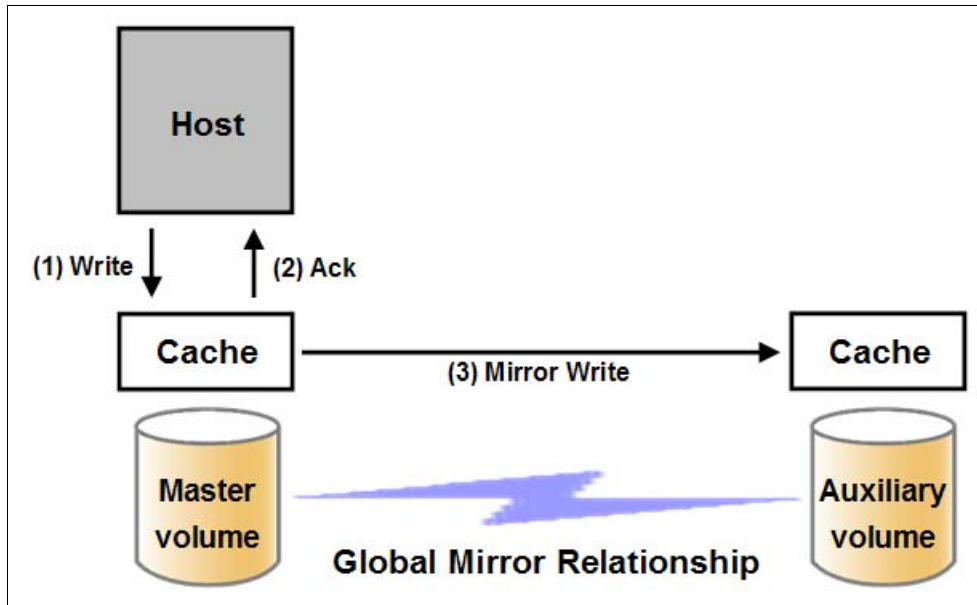 Host
(1) Write
(2) Ack
Cache
Cache
(3) Mirror Write
Master
volume
Auxiliary
volume
Global Mirror Relationship